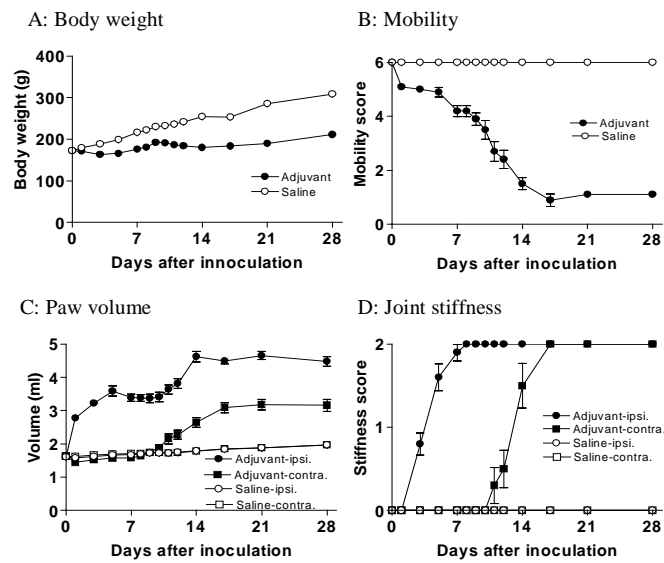 A: Body weight
400
300
200
100
0
Body weight (g)
Adjuvant
Saline
0 7 14 21 28
Days after innoculation
B: Mobility
6
4
2
0
Mobility score
Adjuvant
Saline
0 7 14 21 28
Days after innoculation
C: Paw volume
5
4
3
2
1
0
Volume (ml)
Adjuvant-ipsi.
Adjuvant-contra.
Saline-ipsi.
Saline-contra.
0 7 14 21 28
Days after inoculation
D: Joint stiffness
2
1
0
Stiffness score
Adjuvant-ipsi.
Adjuvant-contra.
Saline-ipsi.
Saline-contra.
0 7 14 21 28
Days after inoculation